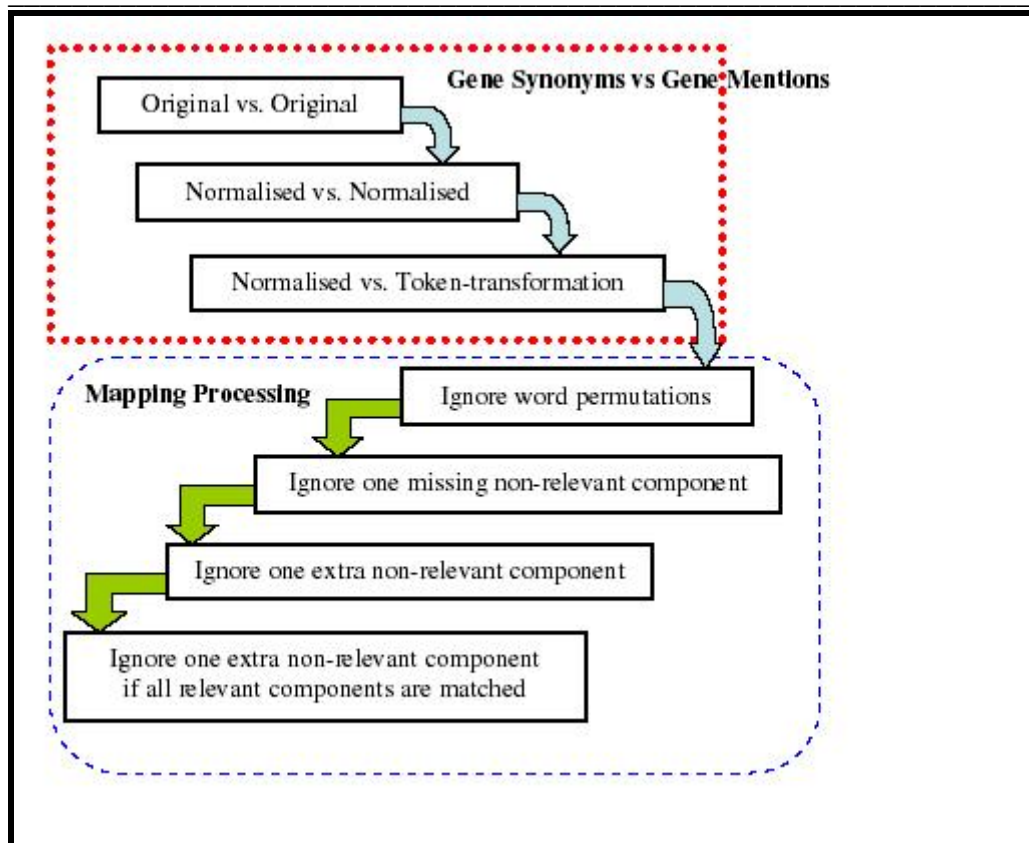 Gene Synonyms vs Gene Mentions
Original vs. Original
Normalised vs. Normalised
Normalised vs. Token-transformation
Mapping Processing
Ignore word permutations
Ignore one missing non-relevant component
Ignore one extra non-relevant component
Ignore one extra non-relevant component
if all relevant components are matched